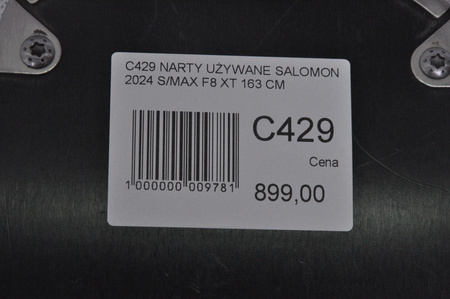 C429 NARTY UŻYWANE SALOMON
2024 S/MAX F8 XT 163 CM
C429
Cena
1 000000 009781
899,00